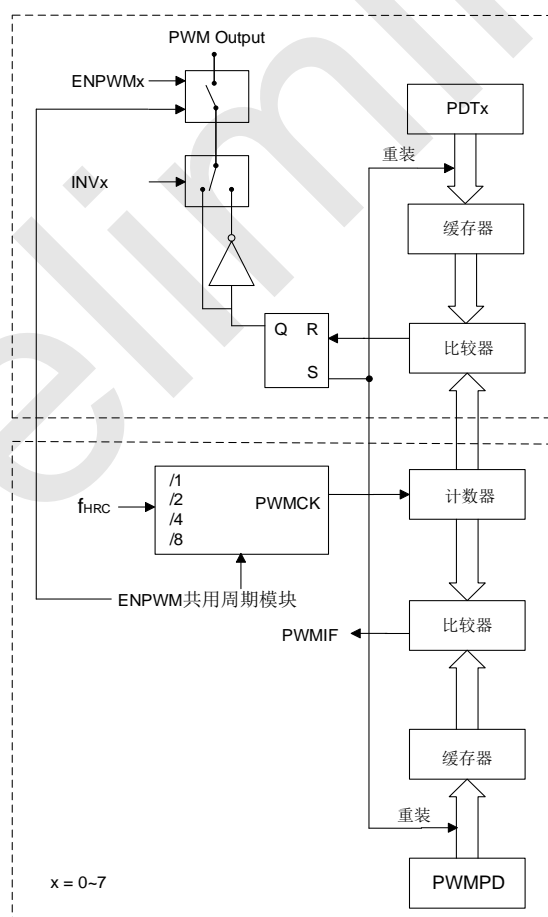 PWM Output
ENPWMx
PDTx
重装
INVx
缓存器
Q R
S
比较器
/1
/2
/4
/8
PWMCK
fHRC
计数器
ENPWM共用周期模块
比较器
PWMIF
缓存器
重装
x = 0~7
PWMPD